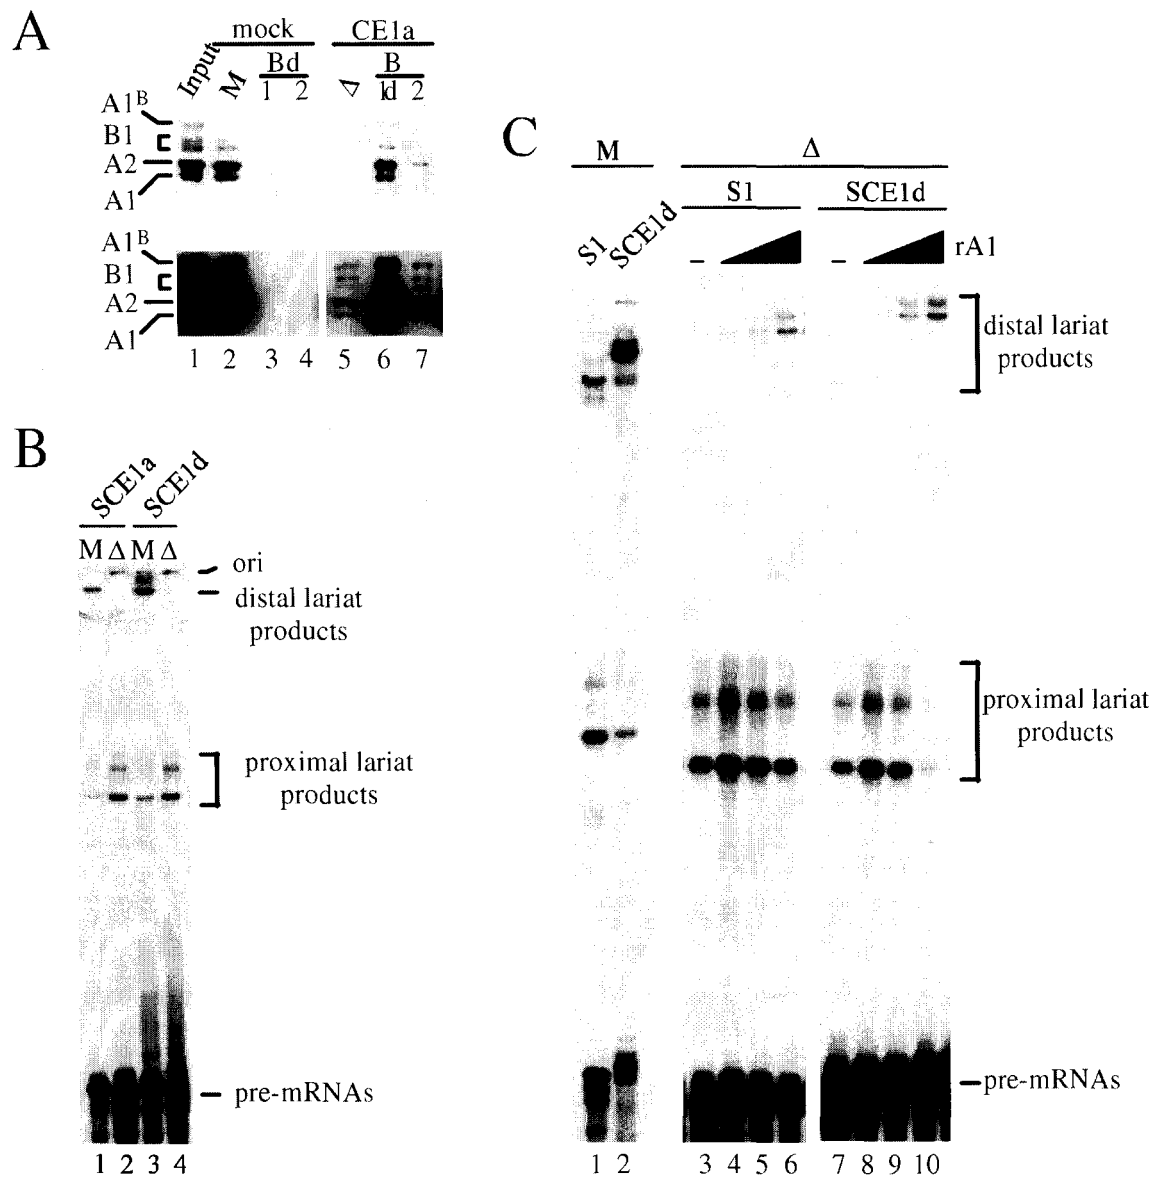 A
mock CE1a
Input M Bd Δ B
1 2 1d 2
A1B
B1
A2
A1
A1B
B1
A2
A1
1 2 3 4 5 6 7
B
SCE1a SCE1d
M Δ M Δ
ori
distal lariat
products
proximal lariat
products
pre-mRNAs
1 2 3 4
C
M Δ
S1 SCE1d S1 SCE1d
– – rA1
distal lariat
products
proximal lariat
products
pre-mRNAs
1 2 3 4 5 6 7 8 9 10